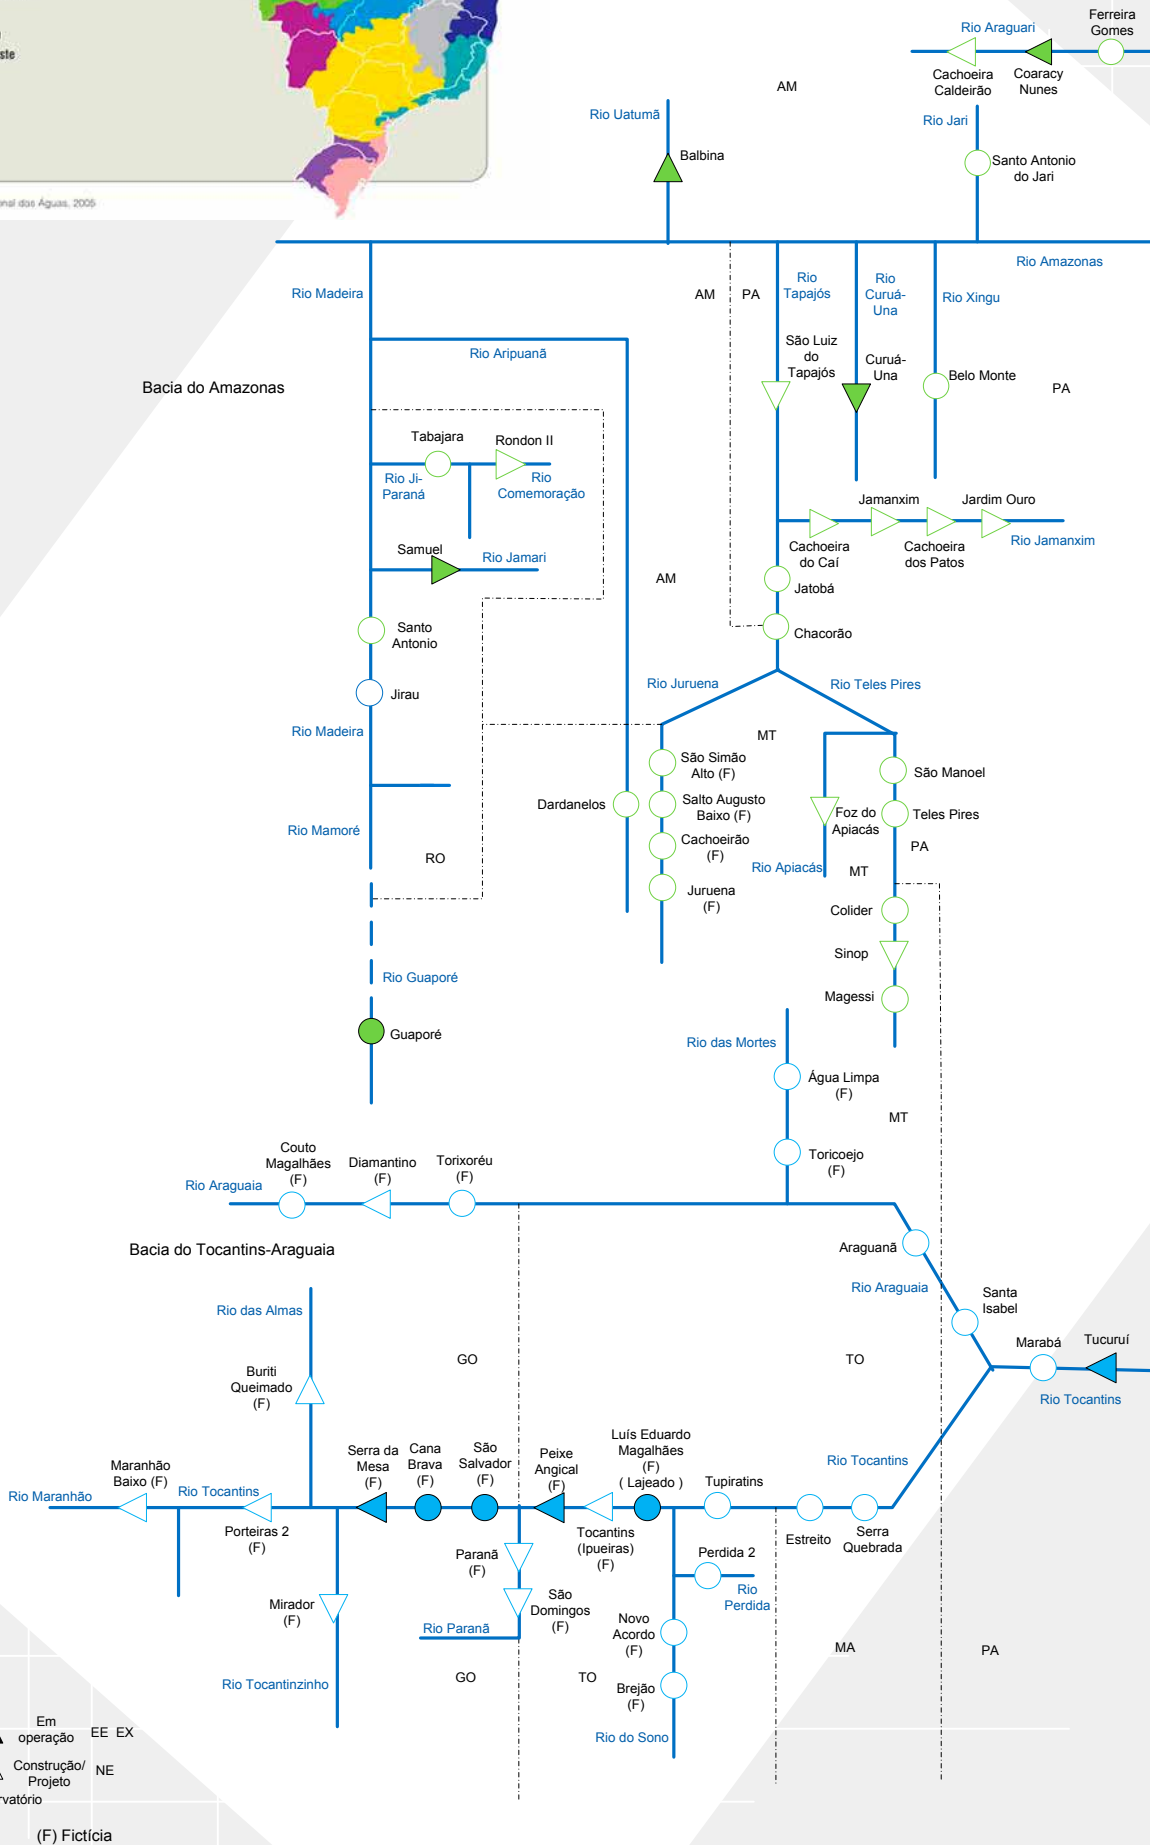 ste
nal das Águas, 2005
Ferreira
Gomes
Rio Araguari
Cachoeira
Caldeirão
Coaracy
Nunes
AM
Rio Uatumã
Rio Jari
Balbina
Santo Antonio
do Jari
Rio Amazonas
Rio Madeira
AM
PA
Rio
Tapajós
Rio
Curuá-
Una
Rio Xingu
Rio Aripuanã
São Luiz
do
Tapajós
Curuá-
Una
Belo Monte
PA
Bacia do Amazonas
Tabajara
Rondon II
Rio Ji-
Paraná
Rio
Comemoração
Jamanxim
Jardim Ouro
Cachoeira
do Caí
Cachoeira
dos Patos
Rio Jamanxim
Samuel
Rio Jamari
AM
Jatobá
Santo
Antonio
Chacorão
Jirau
Rio Juruena
Rio Teles Pires
Rio Madeira
MT
São Simão
Alto (F)
São Manoel
Dardanelos
Salto Augusto
Baixo (F)
Foz do
Apiacás
Teles Pires
Rio Mamoré
Cachoeirão
(F)
PA
RO
Rio Apiacás
MT
Juruena
(F)
Colider
Sinop
Rio Guaporé
Magessi
Guaporé
Rio das Mortes
Água Limpa
(F)
MT
Couto
Magalhães
(F)
Diamantino
(F)
Torixoréu
(F)
Toricoejo
(F)
Rio Araguaia
Bacia do Tocantins-Araguaia
Araguanã
Rio Araguaia
Santa
Isabel
Rio das Almas
Marabá
Tucuruí
GO
TO
Buriti
Queimado
(F)
Rio Tocantins
Maranhão
Baixo (F)
Serra da
Mesa
(F)
Cana
Brava
(F)
São
Salvador
(F)
Peixe
Angical
(F)
Luís Eduardo
Magalhães
(F)
( Lajeado )
Tupiratins
Rio Tocantins
Rio Maranhão
Rio Tocantins
Porteiras 2
(F)
Tocantins
(Ipueiras)
(F)
Estreito
Serra
Quebrada
Paranã
(F)
Perdida 2
Rio
Perdida
Mirador
(F)
São
Domingos
(F)
Rio Paranã
Novo
Acordo
(F)
MA
PA
GO
TO
Rio Tocantinzinho
Brejão
(F)
Rio do Sono
Em
operação
EE EX
Construção/
Projeto
NE
rvatório
(F) Fictícia